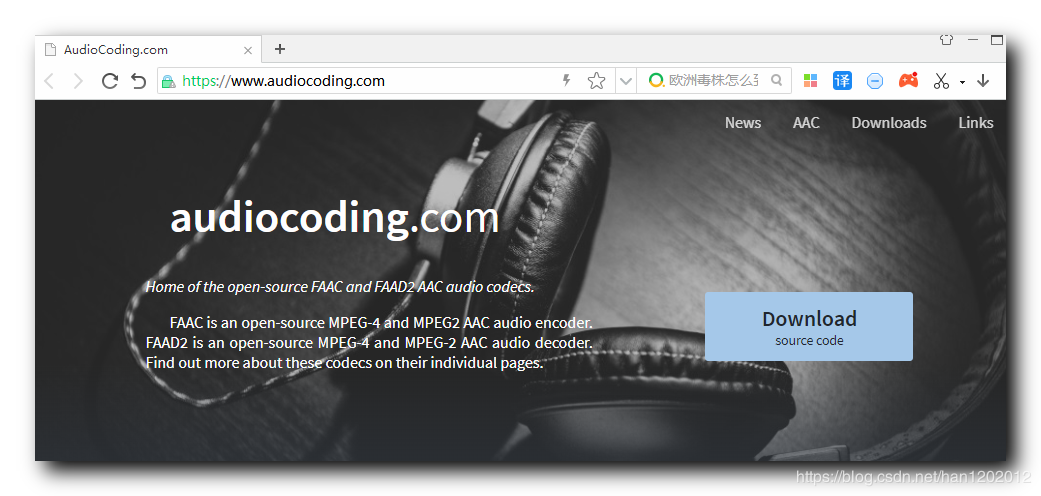 AudioCoding.com
https://www.audiocoding.com
欧洲毒株怎么到
译
News AAC Downloads Links
audiocoding.com
Home of the open-source FAAC and FAAD2 AAC audio codecs.
FAAC is an open-source MPEG-4 and MPEG2 AAC audio encoder.
FAAD2 is an open-source MPEG-4 and MPEG-2 AAC audio decoder.
Find out more about these codecs on their individual pages.
Download
source code
https://blog.csdn.net/han1202012